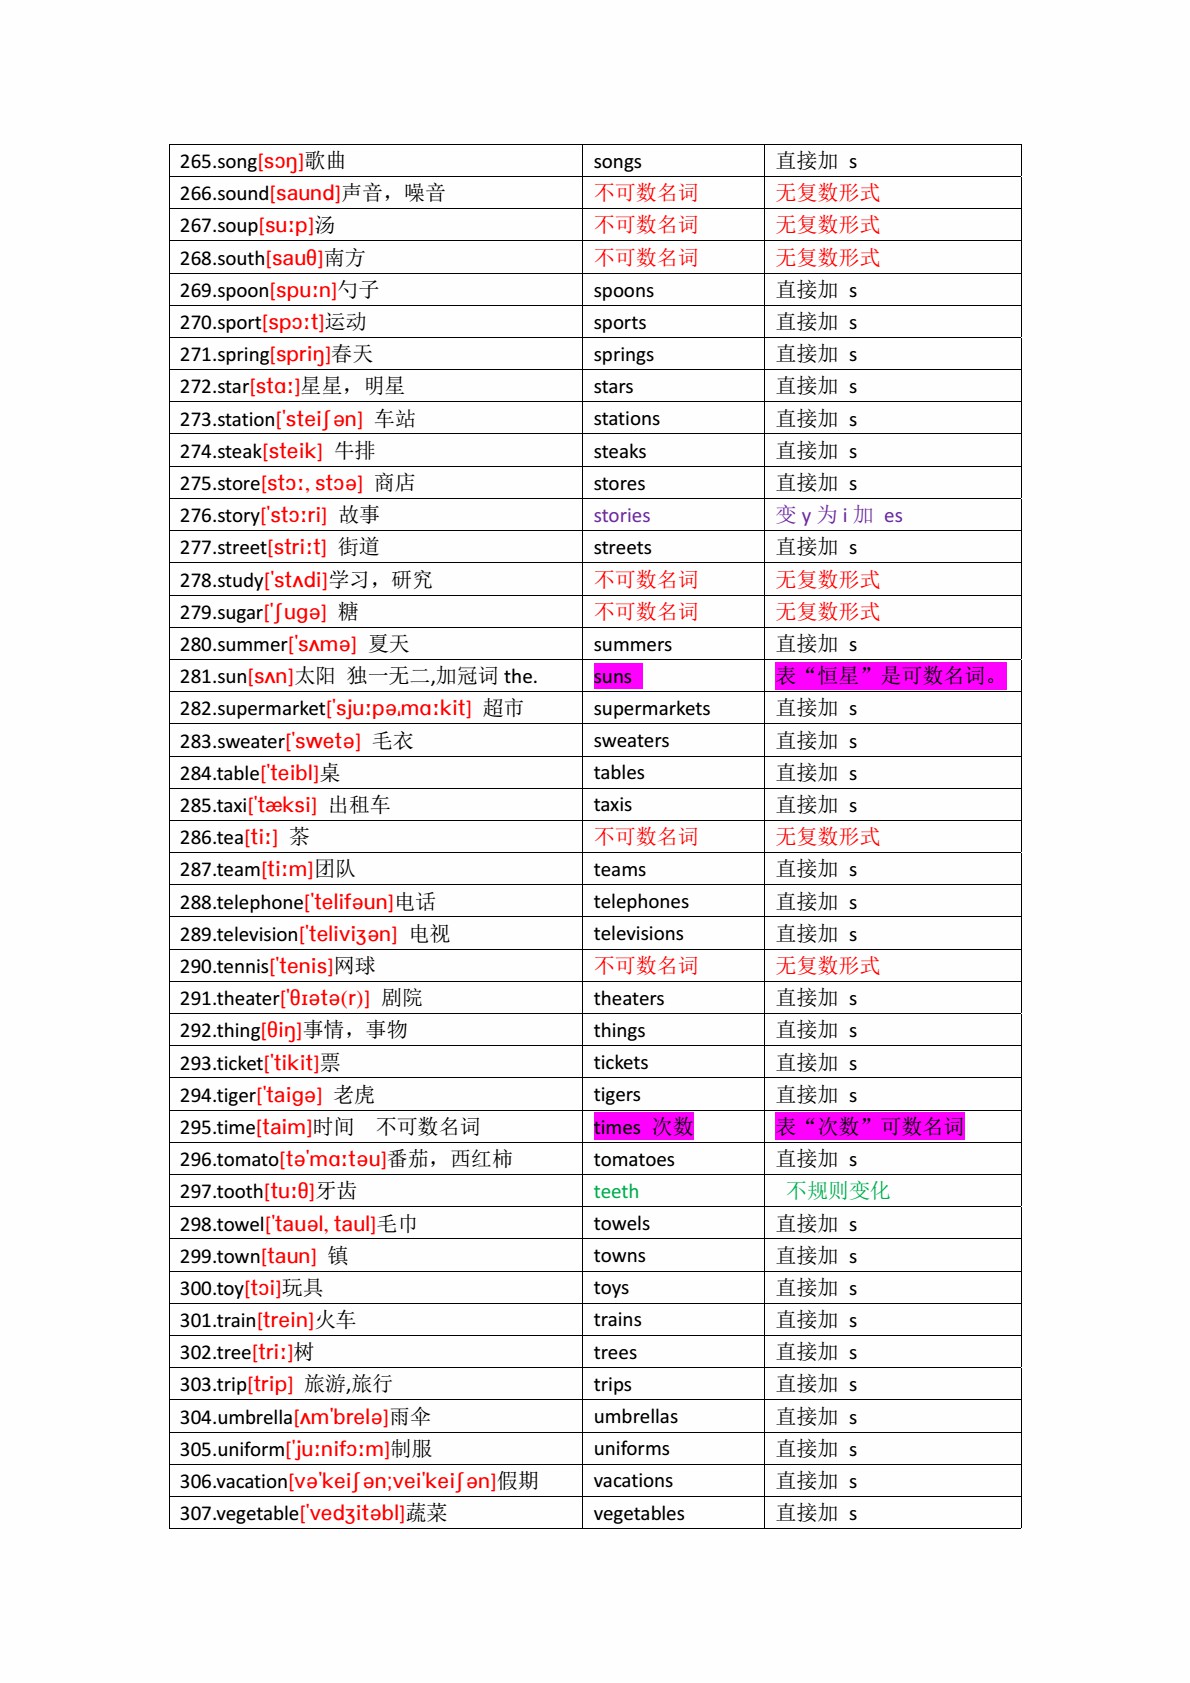 265.song[sɔŋ]歌曲 songs 直接加 s
266.sound[saund]声音，噪音 不可数名词 无复数形式
267.soup[su:p]汤 不可数名词 无复数形式
268.south[sauθ]南方 不可数名词 无复数形式
269.spoon[spu:n]勺子 spoons 直接加 s
270.sport[spɔ:t]运动 sports 直接加 s
271.spring[spriŋ]春天 springs 直接加 s
272.star[stɑ:]星星，明星 stars 直接加 s
273.station['steiʃən] 车站 stations 直接加 s
274.steak[steik] 牛排 steaks 直接加 s
275.store[stɔ:, stɔə] 商店 stores 直接加 s
276.story['stɔ:ri] 故事 stories 变 y 为 i 加 es
277.street[stri:t] 街道 streets 直接加 s
278.study['stʌdi]学习，研究 不可数名词 无复数形式
279.sugar['ʃugə] 糖 不可数名词 无复数形式
280.summer['sʌmə] 夏天 summers 直接加 s
281.sun[sʌn]太阳 独一无二,加冠词 the. suns 表“恒星”是可数名词。
282.supermarket['sju:pə,mɑ:kit] 超市 supermarkets 直接加 s
283.sweater['swetə] 毛衣 sweaters 直接加 s
284.table['teibl]桌 tables 直接加 s
285.taxi['tæksi] 出租车 taxis 直接加 s
286.tea[ti:] 茶 不可数名词 无复数形式
287.team[ti:m]团队 teams 直接加 s
288.telephone['telifəun]电话 telephones 直接加 s
289.television['teliviʒən] 电视 televisions 直接加 s
290.tennis['tenis]网球 不可数名词 无复数形式
291.theater['θɪətə(r)] 剧院 theaters 直接加 s
292.thing[θiŋ]事情，事物 things 直接加 s
293.ticket['tikit]票 tickets 直接加 s
294.tiger['taigə] 老虎 tigers 直接加 s
295.time[taim]时间 不可数名词 times 次数 表“次数”可数名词
296.tomato[tə'mɑ:təu]番茄，西红柿 tomatoes 直接加 s
297.tooth[tu:θ]牙齿 teeth 不规则变化
298.towel['tauəl, taul]毛巾 towels 直接加 s
299.town[taun] 镇 towns 直接加 s
300.toy[tɔi]玩具 toys 直接加 s
301.train[trein]火车 trains 直接加 s
302.tree[tri:]树 trees 直接加 s
303.trip[trip] 旅游,旅行 trips 直接加 s
304.umbrella[ʌm'brelə]雨伞 umbrellas 直接加 s
305.uniform['ju:nifɔ:m]制服 uniforms 直接加 s
306.vacation[və'keiʃən;vei'keiʃən]假期 vacations 直接加 s
307.vegetable['vedʒitəbl]蔬菜 vegetables 直接加 s